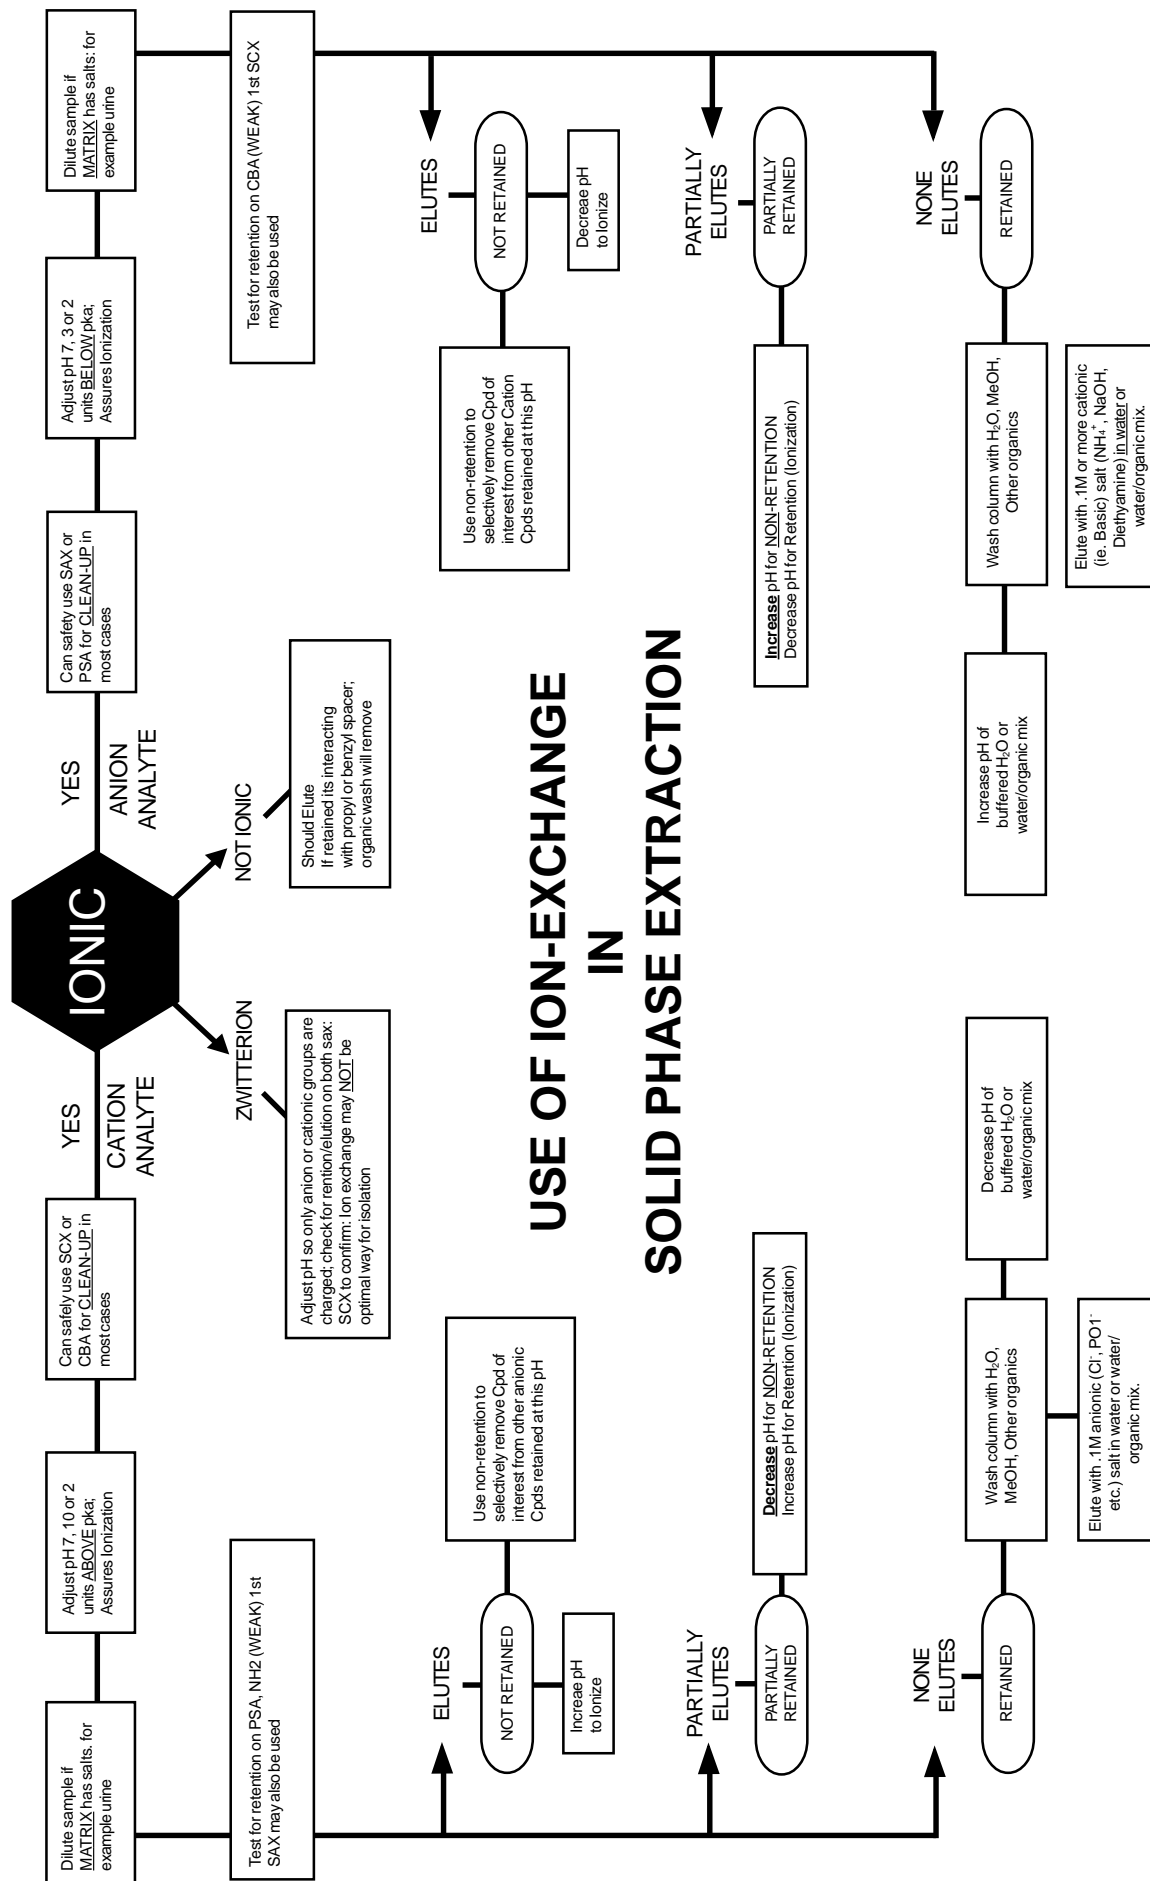 USE OF ION-EXCHANGE
IN
SOLID PHASE EXTRACTION
IONIC
YES
CATION
ANALYTE
Can safely use SCX or
CBA for CLEAN-UP in
most cases
Adjust pH 7, 10 or 2
units ABOVE pka;
Assures Ionization
Dilute sample if
MATRIX has salts. for
example urine
Test for retention on PSA, NH2 (WEAK) 1st
SAX may also be used
ELUTES
NOT RETAINED
Increae pH
to Ionize
Use non-retention to
selectively remove Cpd of
interest from other anionic
Cpds retained at this pH
PARTIALLY
ELUTES
PARTIALLY
RETAINED
Decrease pH for NON-RETENTION
Increase pH for Retention (Ionization)
NONE
ELUTES
RETAINED
Wash column with H₂O,
MeOH, Other organics
Decrease pH of
buffered H₂O or
water/organic mix
Elute with .1M anionic (Cl⁻, PO1⁻
etc.) salt in water or water/
organic mix.
ZWITTERION
Adjust pH so only anion or cationic groups are
charged; check for rention/elution on both sax:
SCX to confirm: Ion exchange may NOT be
optimal way for isolation
NOT IONIC
Should Elute
If retained its interacting
with propyl or benzyl spacer;
organic wash will remove
YES
ANION
ANALYTE
Can safely use SAX or
PSA for CLEAN-UP in
most cases
Adjust pH 7, 3 or 2
units BELOW pka;
Assures Ionization
Dilute sample if
MATRIX has salts: for
example urine
Test for retention on CBA (WEAK) 1st SCX
may also be used
ELUTES
NOT RETAINED
Decreae pH
to Ionize
Use non-retention to
selectively remove Cpd of
interest from other Cation
Cpds retained at this pH
PARTIALLY
ELUTES
PARTIALLY
RETAINED
Increase pH for NON-RETENTION
Decrease pH for Retention (Ionization)
NONE
ELUTES
RETAINED
Wash column with H₂O, MeOH,
Other organics
Increase pH of
buffered H₂O or
water/organic mix
Elute with .1M or more cationic
(ie. Basic) salt (NH₄⁺, NaOH,
Diethyamine) in water or
water/organic mix.